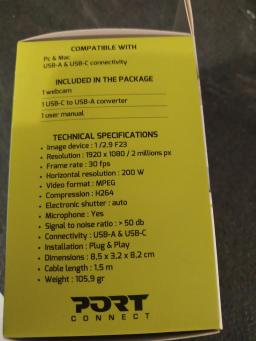 COMPATIBLE WITH
Pc & Mac
USB-A & USB-C connectivity
INCLUDED IN THE PACKAGE
1 webcam
1 USB-C to USB-A converter
1 user manual
TECHNICAL SPECIFICATIONS
• Image device : 1 /2.9 F23
• Resolution : 1920 x 1080 / 2 millions px
• Frame rate : 30 fps
• Horizontal resolution : 200 W
• Video format : MPEG
• Compression : H264
• Electronic shutter : auto
• Microphone : Yes
• Signal to noise ratio : > 50 db
• Connectivity : USB-A & USB-C
• Installation : Plug & Play
• Dimensions : 8,5 x 3,2 x 8,2 cm
• Cable length : 1,5 m
• Weight : 105,9 gr
PORT
CONNECT